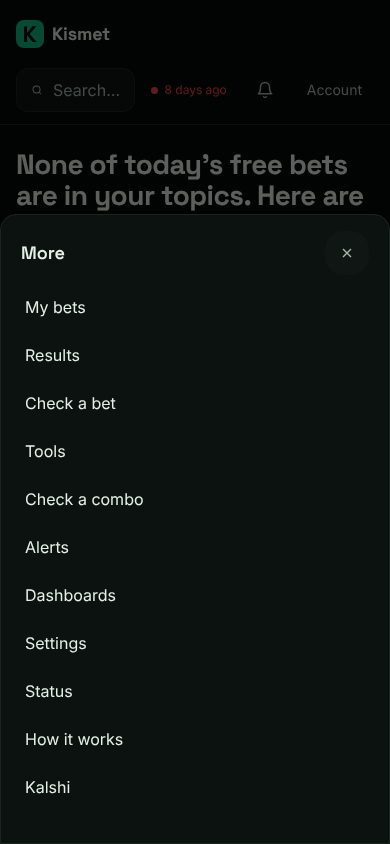 Kismet
Search...
8 days ago
Account
None of today's free bets
are in your topics. Here are
More
My bets
Results
Check a bet
Tools
Check a combo
Alerts
Dashboards
Settings
Status
How it works
Kalshi